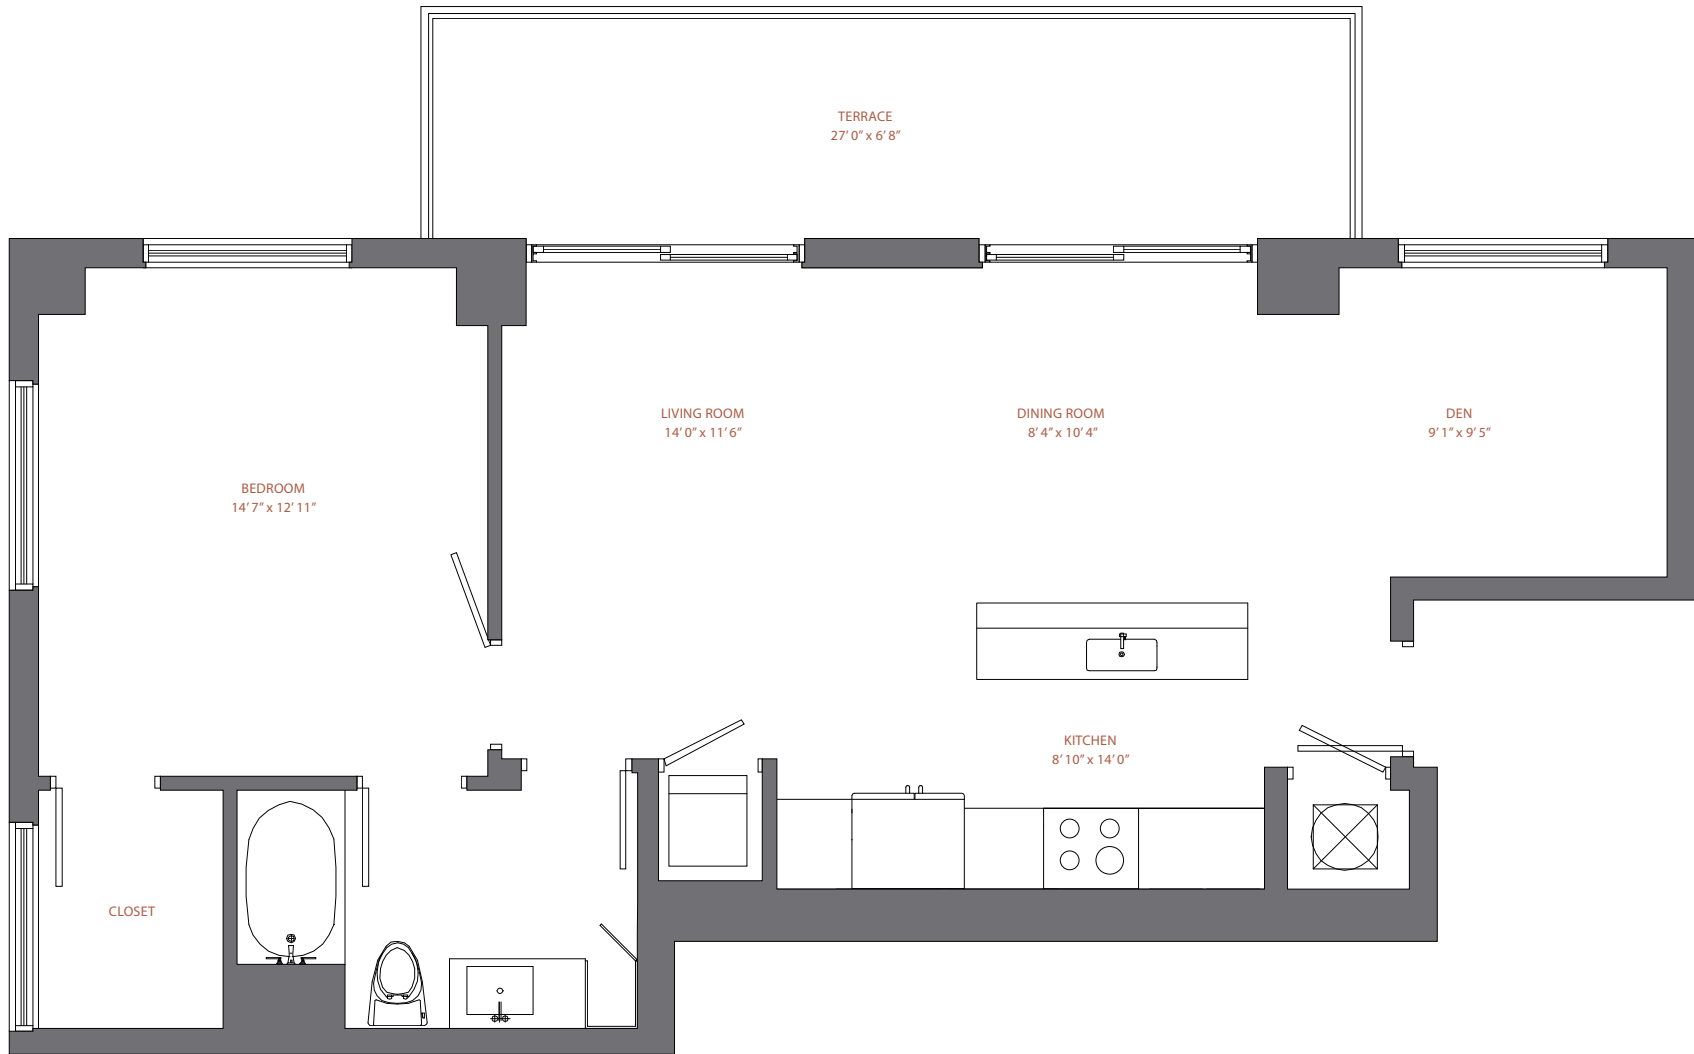 TERRACE
27’ 0” x 6’ 8”
LIVING ROOM
14’ 0” x 11’ 6”
DINING ROOM
8’ 4” x 10’ 4”
DEN
9’ 1” x 9’ 5”
BEDROOM
14’ 7” x 12’ 11”
KITCHEN
8’ 10” x 14’ 0”
CLOSET